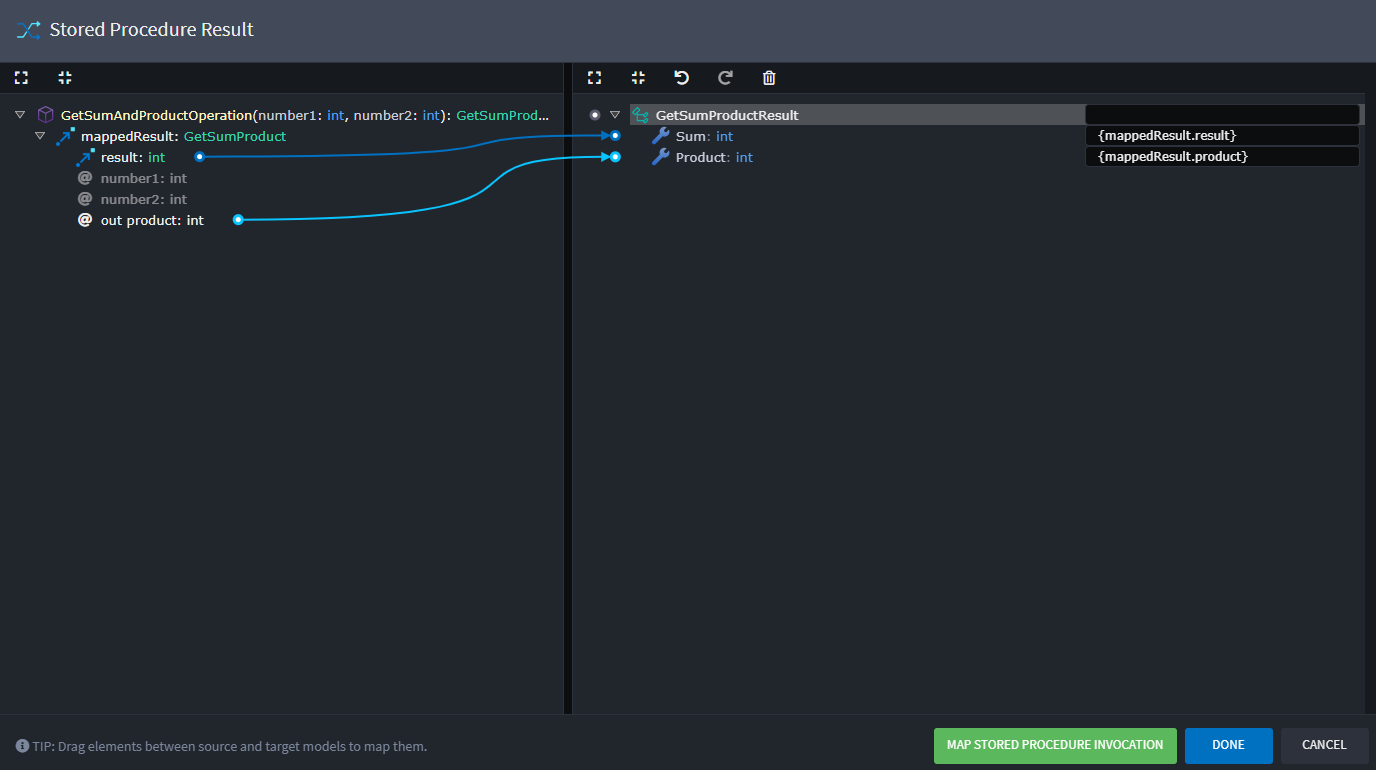 Stored Procedure Result
GetSumAndProductOperation(number1: int, number2: int): GetSumProd...
mappedResult: GetSumProduct
result: int
@ number1: int
@ number2: int
@ out product: int
GetSumProductResult
Sum: int {mappedResult.result}
Product: int {mappedResult.product}
TIP: Drag elements between source and target models to map them.
MAP STORED PROCEDURE INVOCATION
DONE
CANCEL